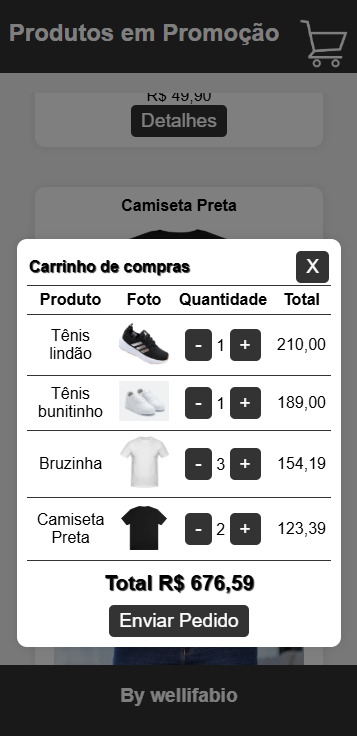 Produtos em Promoção
R$ 49,90
Detalhes
Camiseta Preta
Carrinho de compras X
Produto Foto Quantidade Total
Tênis
lindão
- 1 + 210,00
Tênis
bunitinho
- 1 + 189,00
Bruzinha - 3 + 154,19
Camiseta
Preta
- 2 + 123,39
Total R$ 676,59
Enviar Pedido
By wellifabio